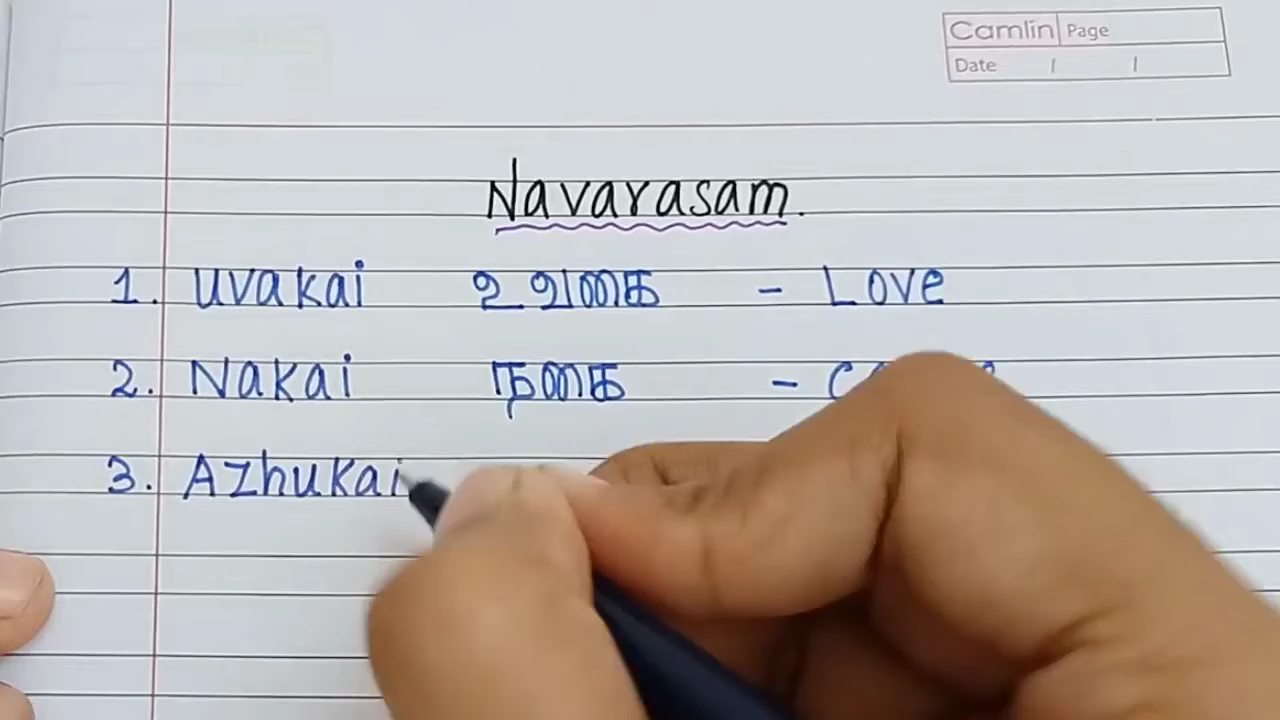 Camlin Page
Date / /
Navarasam.
1. Uvakai உவகை - Love
2. Nakai நகை -
3. Azhukai